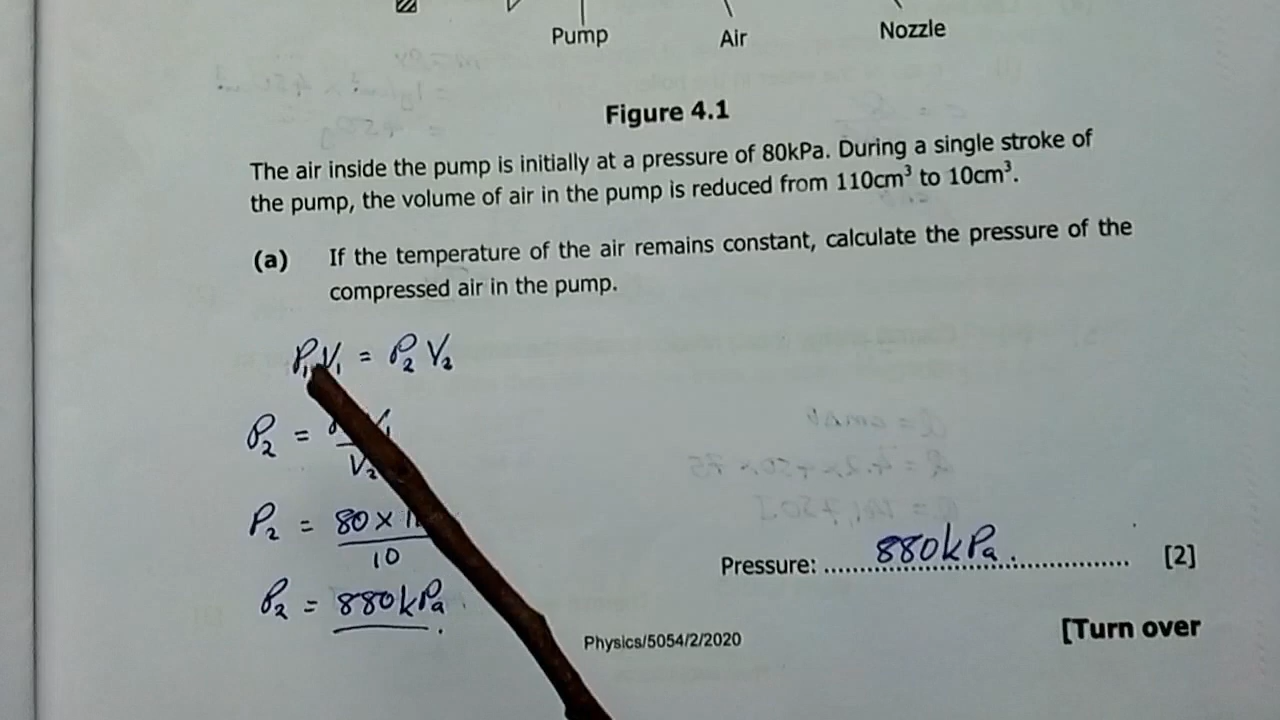 Pump Air Nozzle
Figure 4.1
The air inside the pump is initially at a pressure of 80kPa. During a single stroke of
the pump, the volume of air in the pump is reduced from 110cm³ to 10cm³.
(a) If the temperature of the air remains constant, calculate the pressure of the
compressed air in the pump.
P₁V₁ = P₂ V₂
P₂ = V₁
V₂
P₂ = 80 × 
10
P₂ = 880kPa.
Pressure: 880kPa. [2]
Physics/5054/2/2020
[Turn over